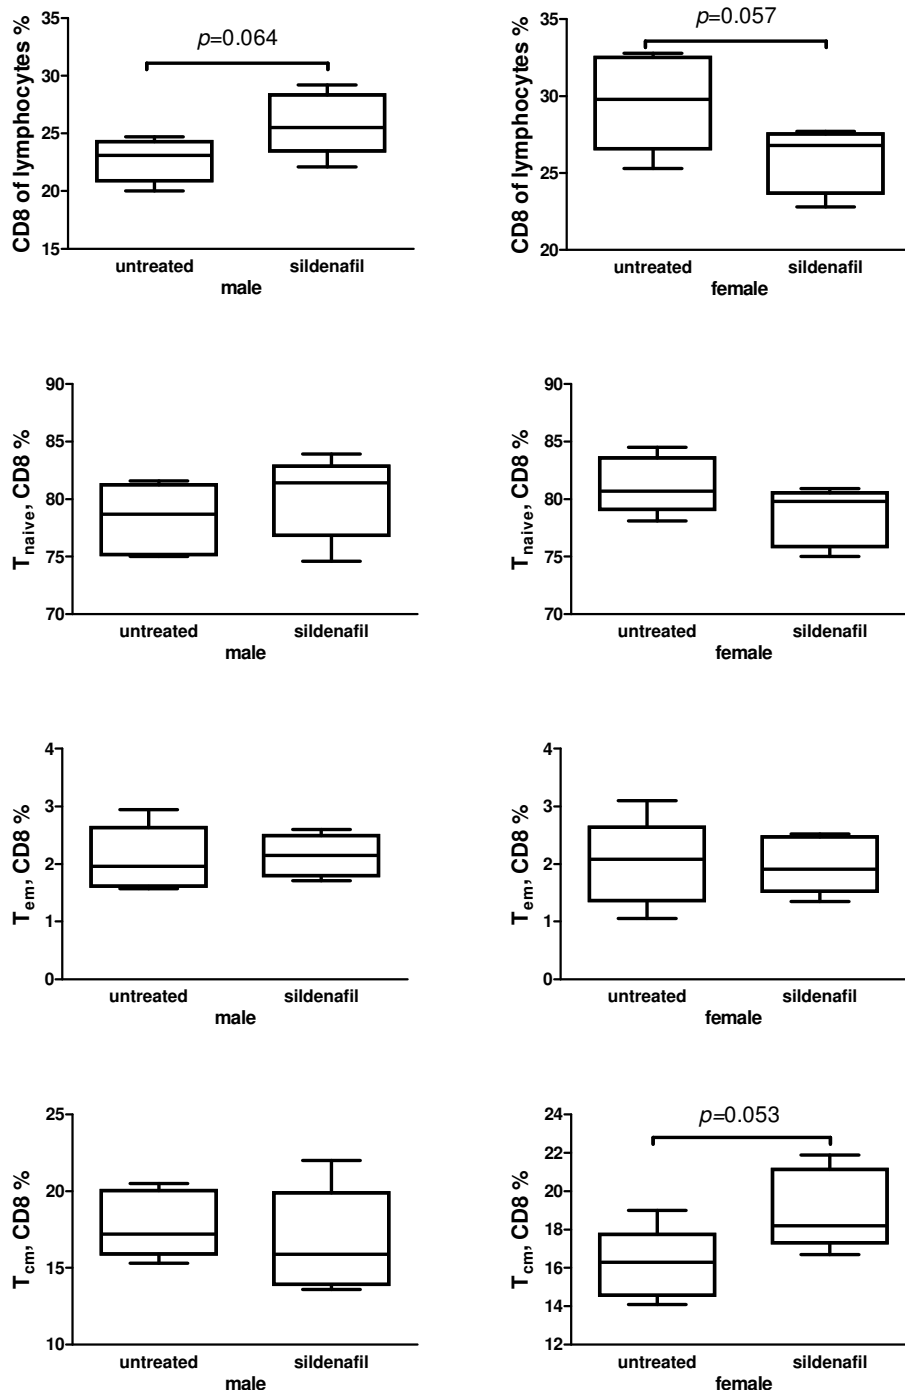 CD8 of lymphocytes %
35
30
25
20
15
p=0.064
untreated sildenafil
male
CD8 of lymphocytes %
35
30
25
20
p=0.057
untreated sildenafil
female
Tnaive, CD8 %
90
85
80
75
70
untreated sildenafil
male
Tnaive, CD8 %
90
85
80
75
70
untreated sildenafil
female
Tem, CD8 %
4
3
2
1
0
untreated sildenafil
male
Tem, CD8 %
4
3
2
1
0
untreated sildenafil
female
Tcm, CD8 %
25
20
15
10
untreated sildenafil
male
Tcm, CD8 %
24
22
20
18
16
14
12
p=0.053
untreated sildenafil
female